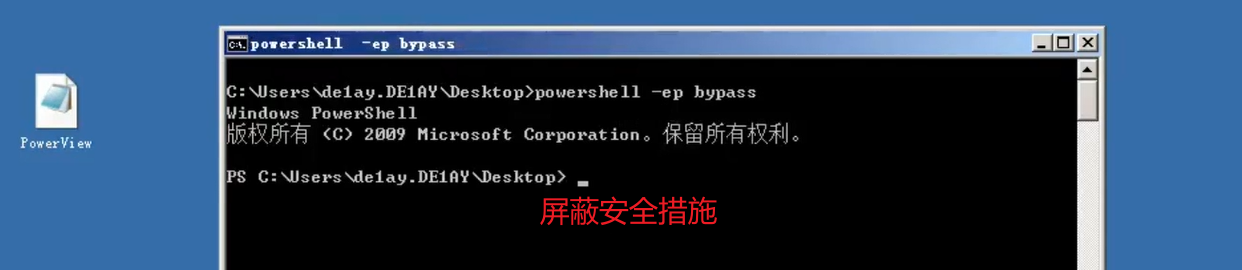 powershell  -ep bypass
C:\Users\de1ay.DE1AY\Desktop>powershell -ep bypass
Windows PowerShell
版权所有 (C) 2009 Microsoft Corporation。保留所有权利。
PowerView
PS C:\Users\de1ay.DE1AY\Desktop> _
屏蔽安全措施